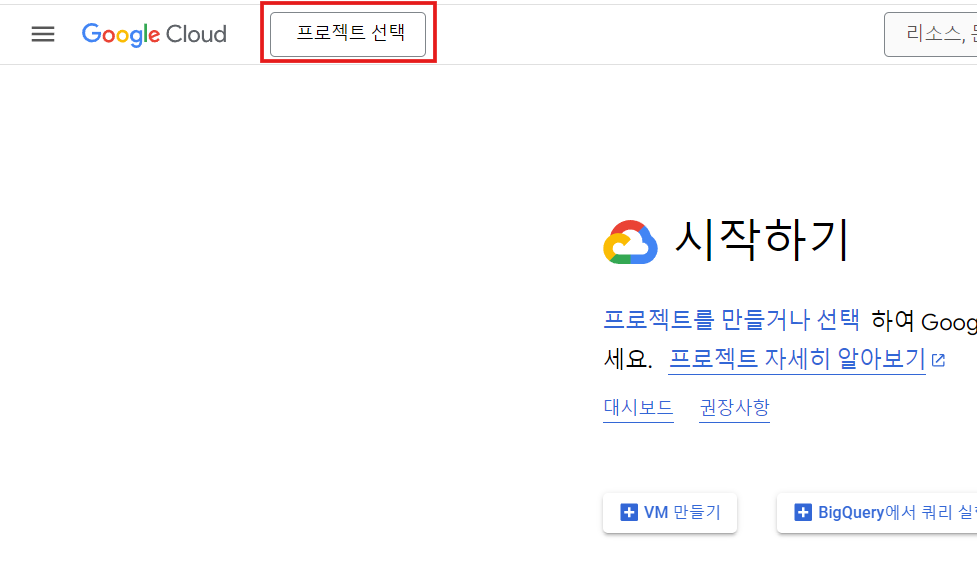 Google Cloud
프로젝트 선택
리소스,
시작하기
프로젝트를 만들거나 선택 하여 Goog
세요. 프로젝트 자세히 알아보기
대시보드 권장사항
VM 만들기
BigQuery에서 쿼리 실